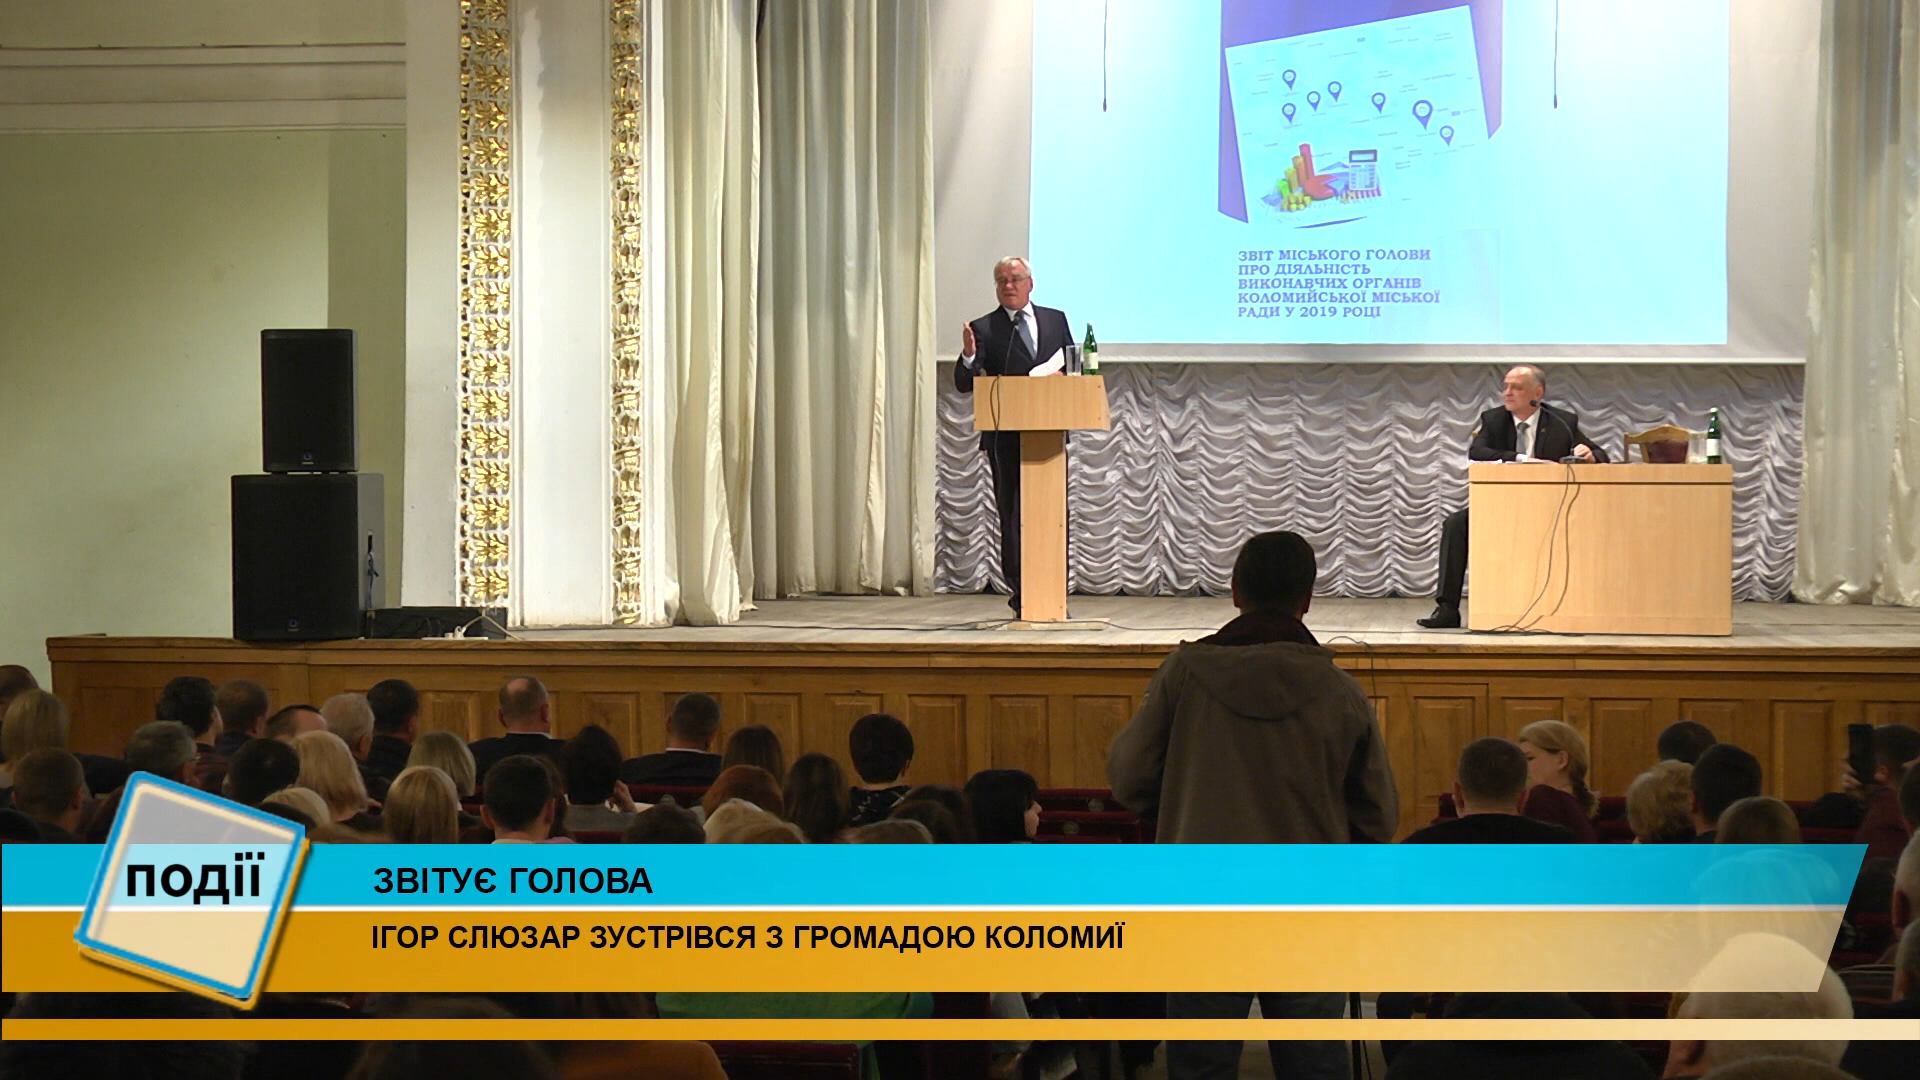 ЗВІТ МІСЬКОГО ГОЛОВИ
ПРО ДІЯЛЬНІСТЬ
ВИКОНАВЧИХ ОРГАНІВ
КОЛОМИЙСЬКОЇ МІСЬКОЇ
РАДИ У 2019 РОЦІ
події
ЗВІТУЄ ГОЛОВА
ІГОР СЛЮЗАР ЗУСТРІВСЯ З ГРОМАДОЮ КОЛОМИЇ